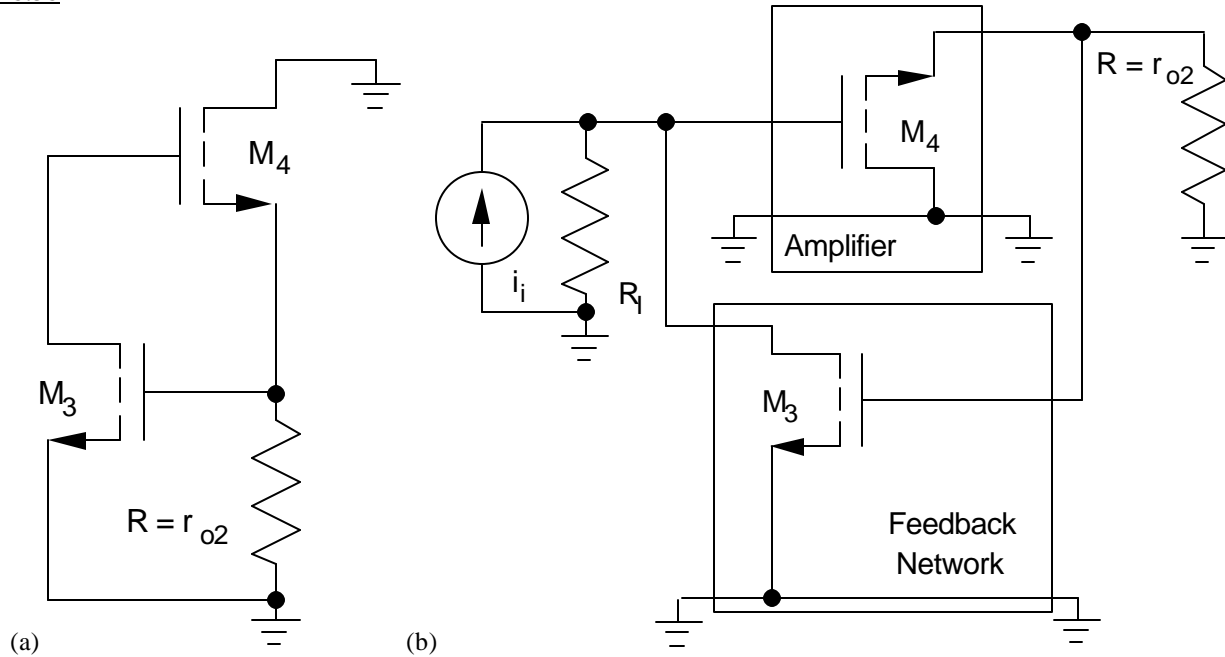 M4
M3
R = ro2
(a)
R = ro2
M4
Amplifier
ii
RI
M3
Feedback
Network
(b)